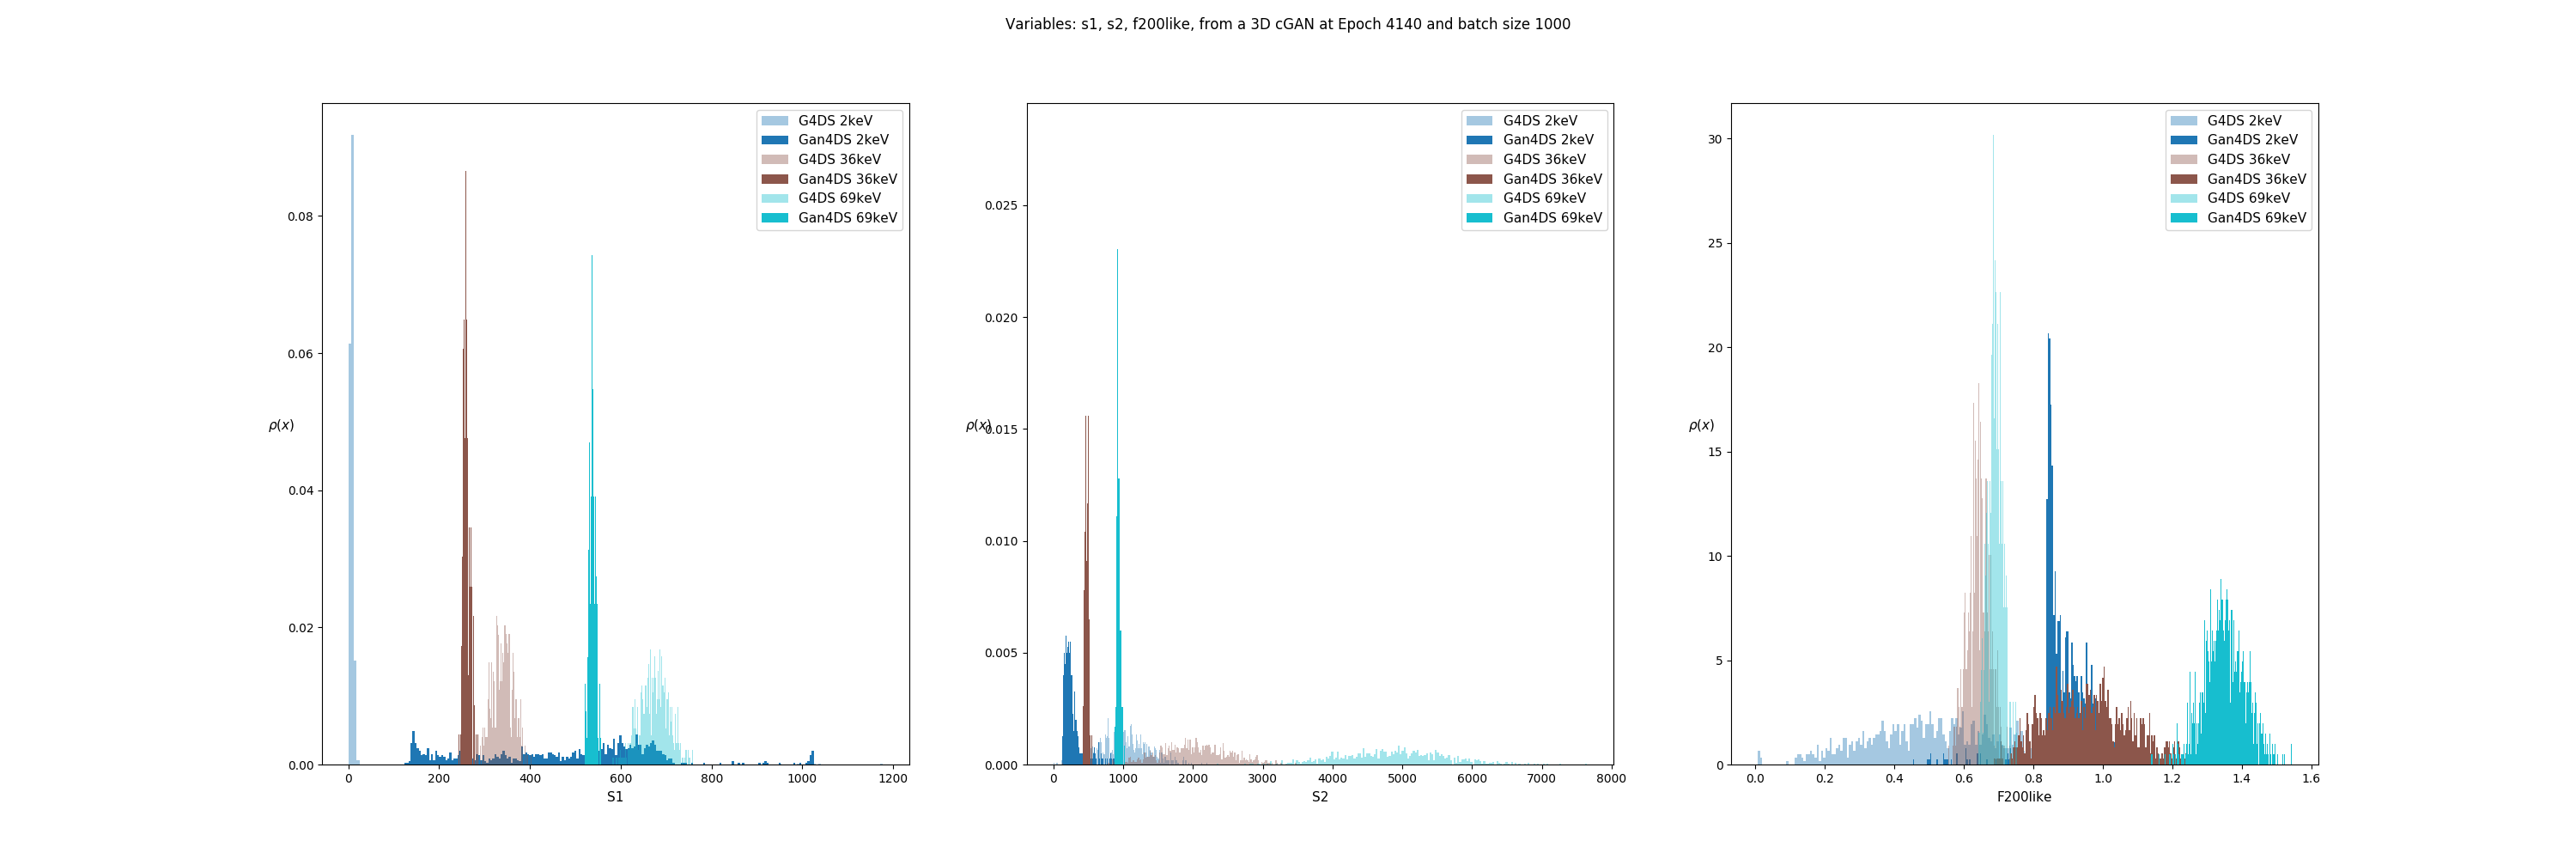 Variables: s1, s2, f200like, from a 3D cGAN at Epoch 4140 and batch size 1000
G4DS 2keV
Gan4DS 2keV
G4DS 36keV
Gan4DS 36keV
G4DS 69keV
Gan4DS 69keV
0.08
0.06
0.04
0.02
0.00
ρ(x)
0 200 400 600 800 1000 1200
S1
G4DS 2keV
Gan4DS 2keV
G4DS 36keV
Gan4DS 36keV
G4DS 69keV
Gan4DS 69keV
0.025
0.020
0.015
0.010
0.005
0.000
ρ(x)
0 1000 2000 3000 4000 5000 6000 7000 8000
S2
G4DS 2keV
Gan4DS 2keV
G4DS 36keV
Gan4DS 36keV
G4DS 69keV
Gan4DS 69keV
30
25
20
15
10
5
0
ρ(x)
0.0 0.2 0.4 0.6 0.8 1.0 1.2 1.4 1.6
F200like